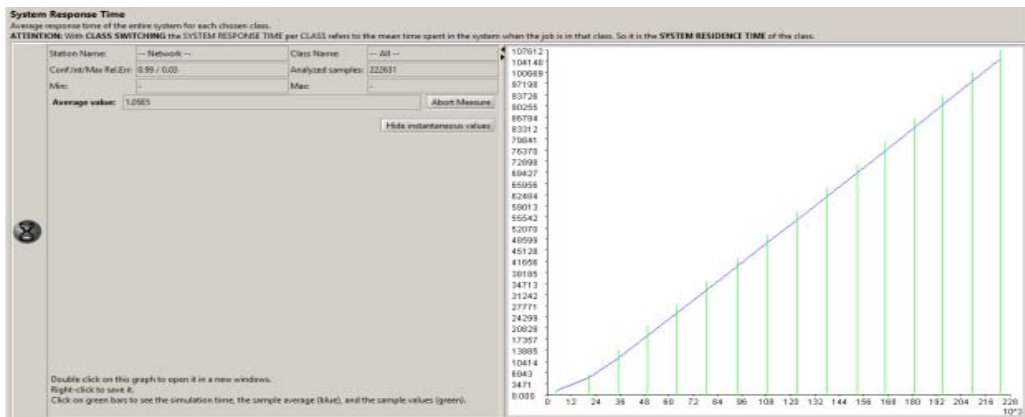 System Response Time
Average response time of the entire system for each chosen class.
ATTENTION: With CLASS SWITCHING the SYSTEM RESPONSE TIME per CLASS refers to the mean time spent in the system when the job is in that class. So it is the SYSTEM RESIDENCE TIME of the class.
Station Name: -- Network -- Class Name: -- All --
Conf.Int/Max Rel.Err: 0.99 / 0.03 Analyzed samples: 222631
Min: - Max: -
Average value: 1.05E5 Abort Measure
Hide instantaneous values
Double click on this graph to open it in a new windows.
Right-click to save it.
Click on green bars to see the simulation time, the sample average (blue), and the sample values (green).
107612
104140
100669
97198
93726
90255
86784
83312
79841
76370
72898
69427
65956
62484
59013
55542
52070
48599
45128
41656
38185
34713
31242
27771
24299
20828
17357
13885
10414
6943
3471
0.000
0 12 24 36 48 60 72 84 96 108 120 132 144 156 168 180 192 204 216 228
10^3